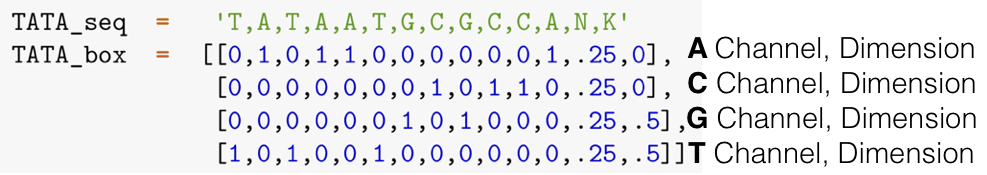 TATA_seq = 'T,A,T,A,A,T,G,C,G,C,C,A,N,K'
TATA_box = [[0,1,0,1,1,0,0,0,0,0,0,1,.25,0], A Channel, Dimension
[0,0,0,0,0,0,0,1,0,1,1,0,.25,0], C Channel, Dimension
[0,0,0,0,0,0,1,0,1,0,0,0,.25,.5], G Channel, Dimension
[1,0,1,0,0,1,0,0,0,0,0,0,.25,.5]] T Channel, Dimension